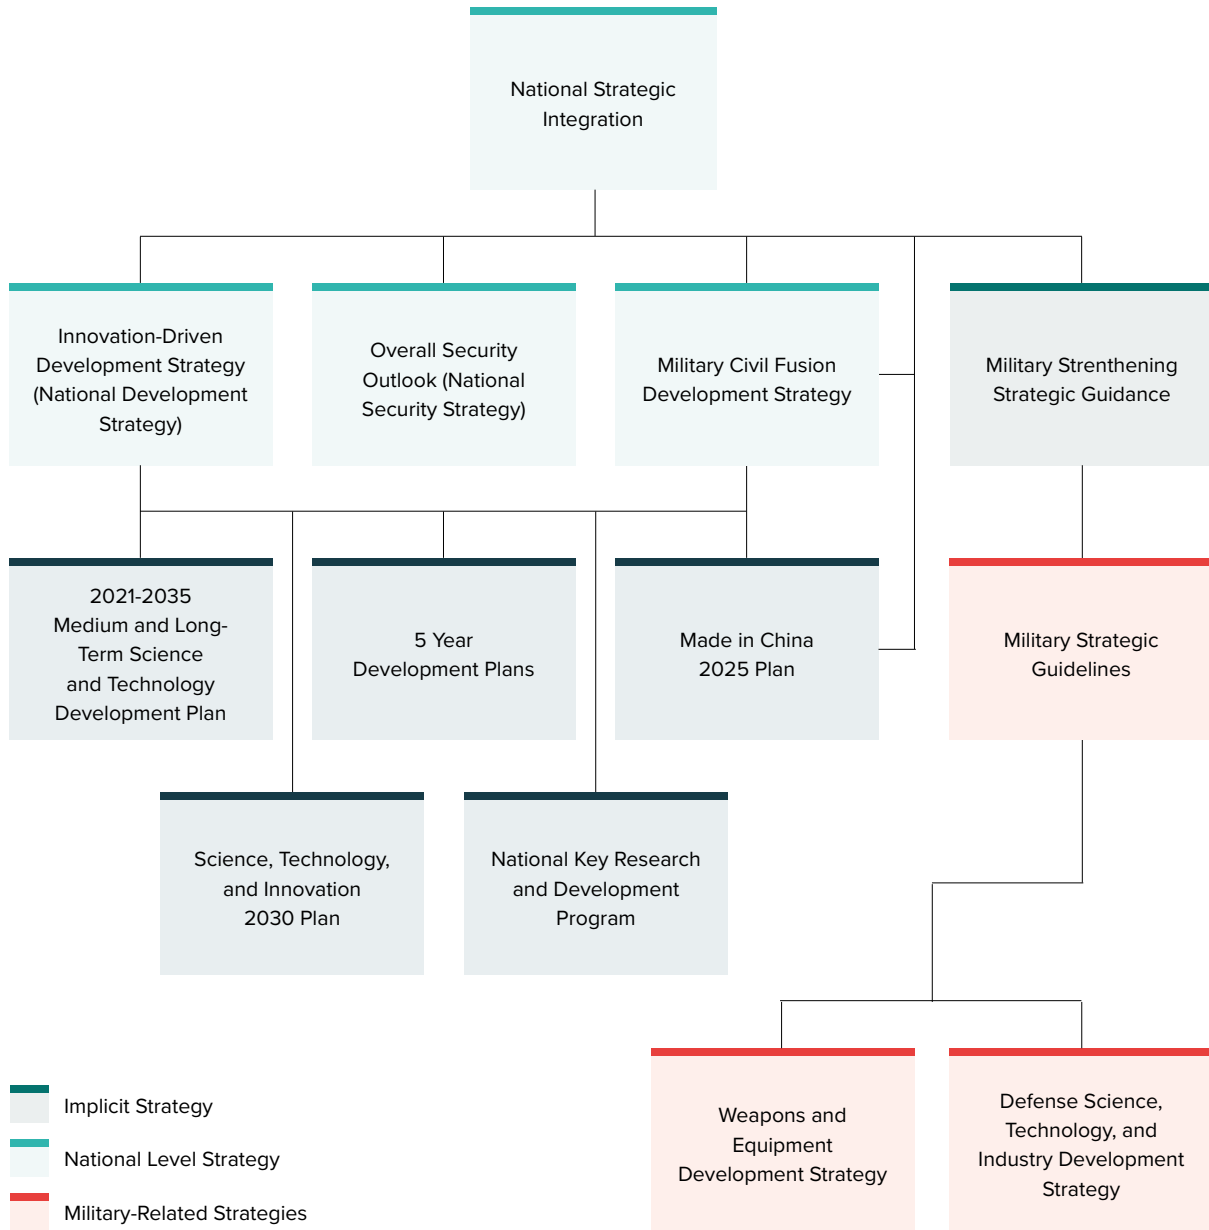 National Strategic
Integration
Innovation-Driven
Development Strategy
(National Development
Strategy)
Overall Security
Outlook (National
Security Strategy)
Military Civil Fusion
Development Strategy
Military Strenthening
Strategic Guidance
2021-2035
Medium and Long-
Term Science
and Technology
Development Plan
5 Year
Development Plans
Made in China
2025 Plan
Military Strategic
Guidelines
Science, Technology,
and Innovation
2030 Plan
National Key Research
and Development
Program
Weapons and
Equipment
Development Strategy
Defense Science,
Technology, and
Industry Development
Strategy
Implicit Strategy
National Level Strategy
Military-Related Strategies